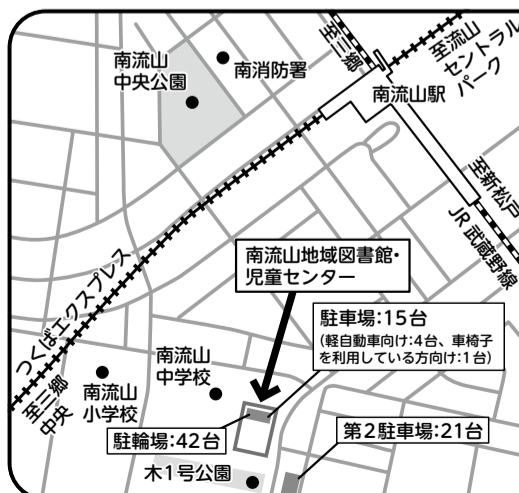 南流山
中央公園
南消防署
至三郷
至流山
セントラル
パーク
南流山駅
至新松戸
JR 武蔵野線
つくばエクスプレス
至三郷
中央
南流山地域図書館・
児童センター
駐車場:15台
(軽自動車向け:4台、車椅子
を利用している方向け:1台)
南流山
小学校
南流山
中学校
駐輪場:42台
第2駐車場:21台
木1号公園